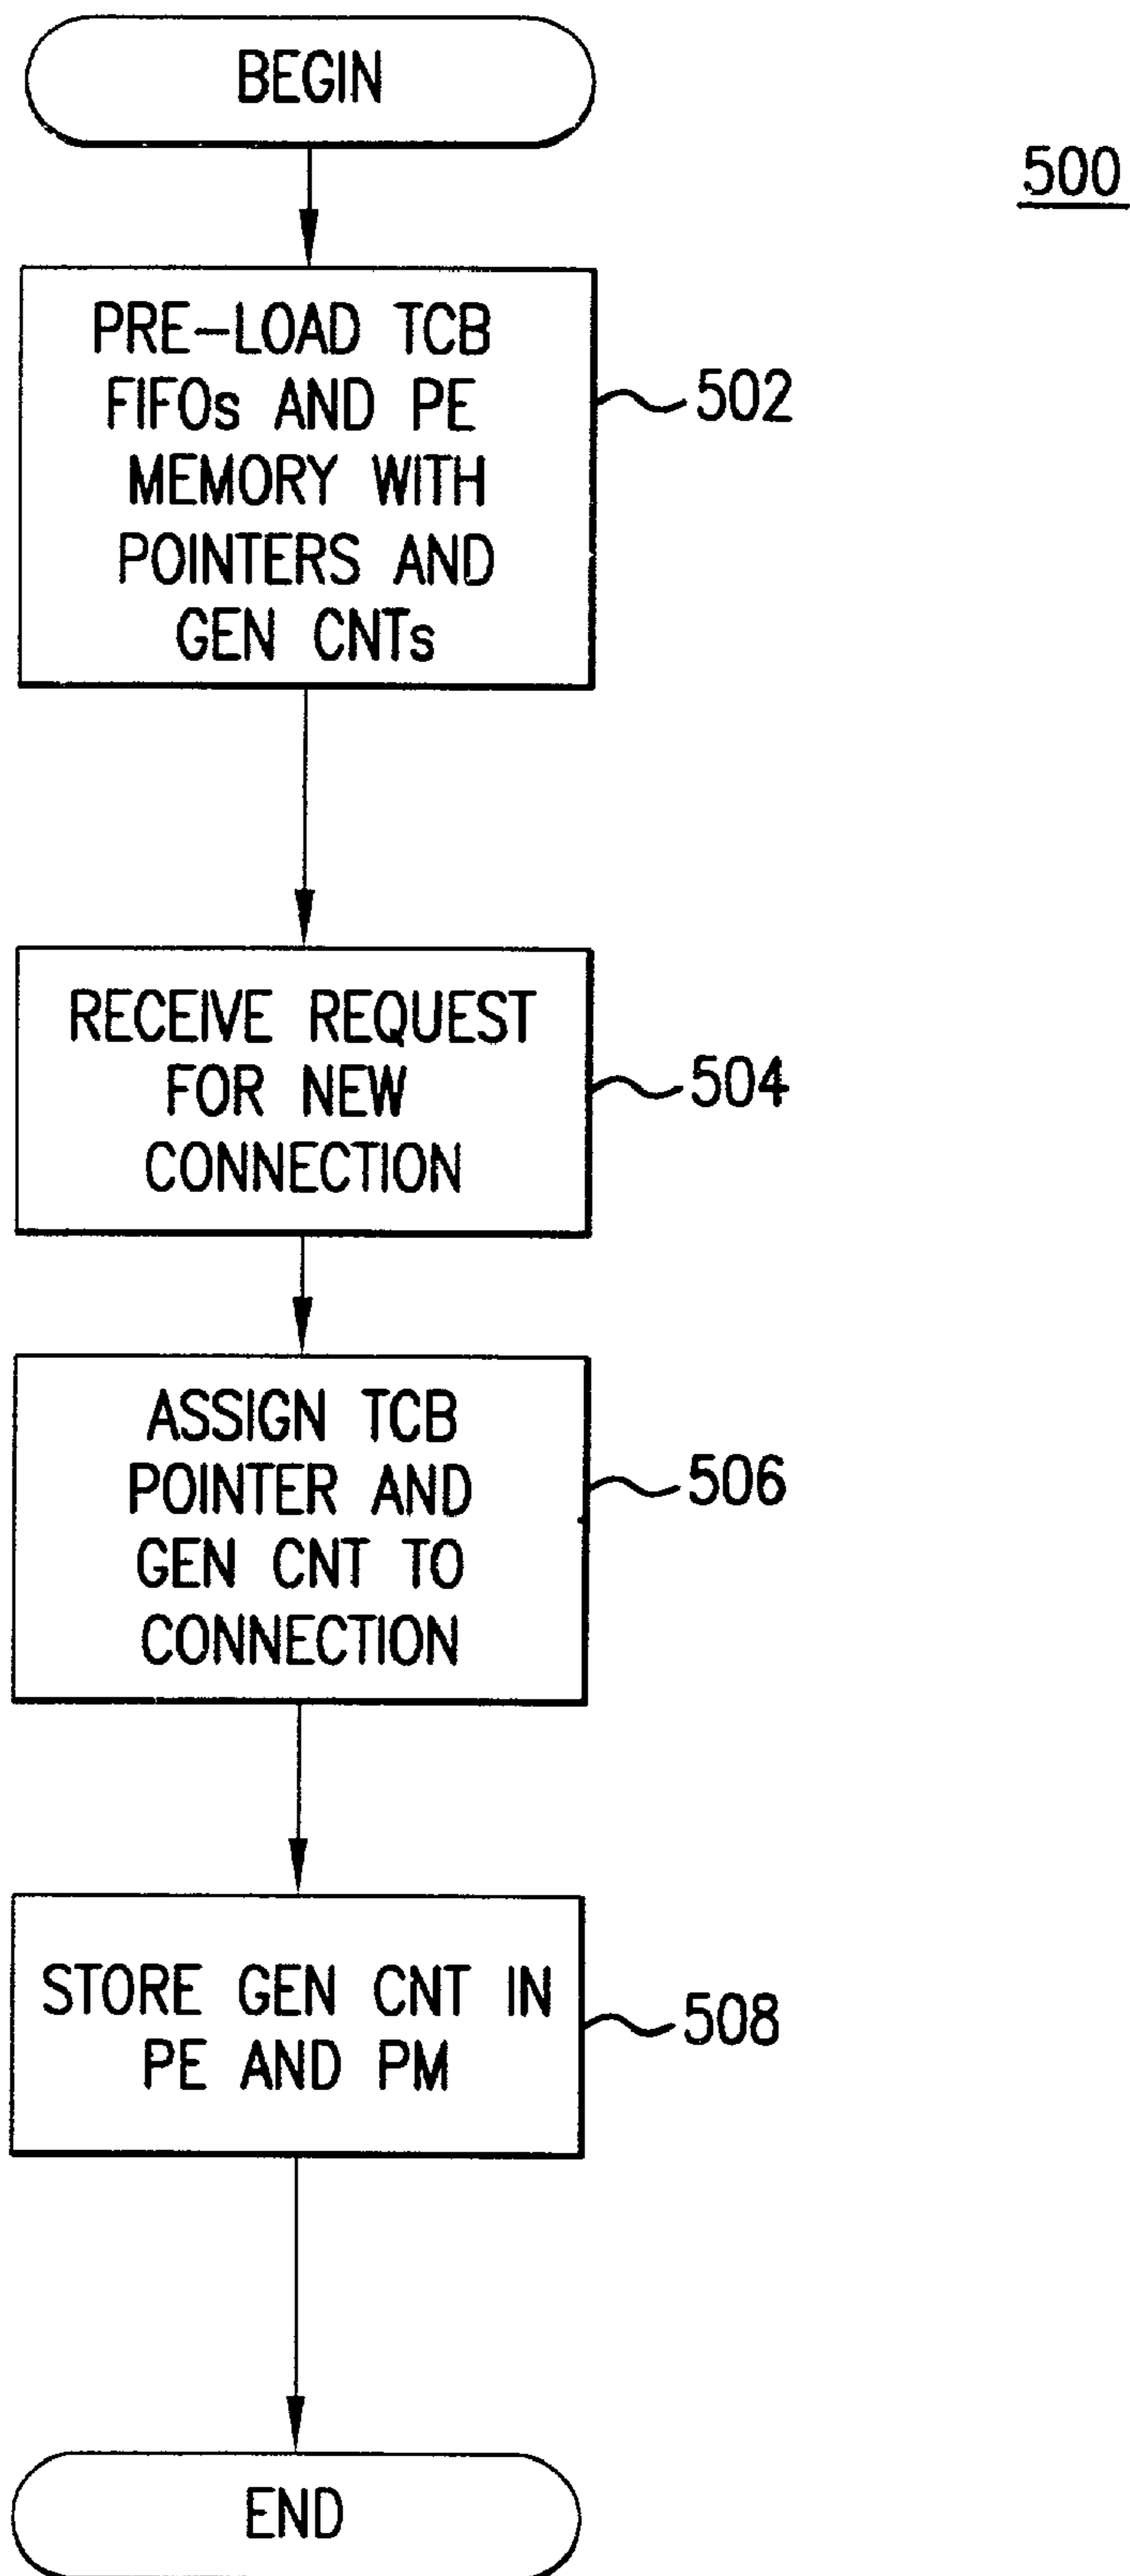 BEGIN
500
PRE-LOAD TCB
FIFOs AND PE
MEMORY WITH
POINTERS AND
GEN CNTs
502
RECEIVE REQUEST
FOR NEW
CONNECTION
504
ASSIGN TCB
POINTER AND
GEN CNT TO
CONNECTION
506
STORE GEN CNT IN
PE AND PM
508
END